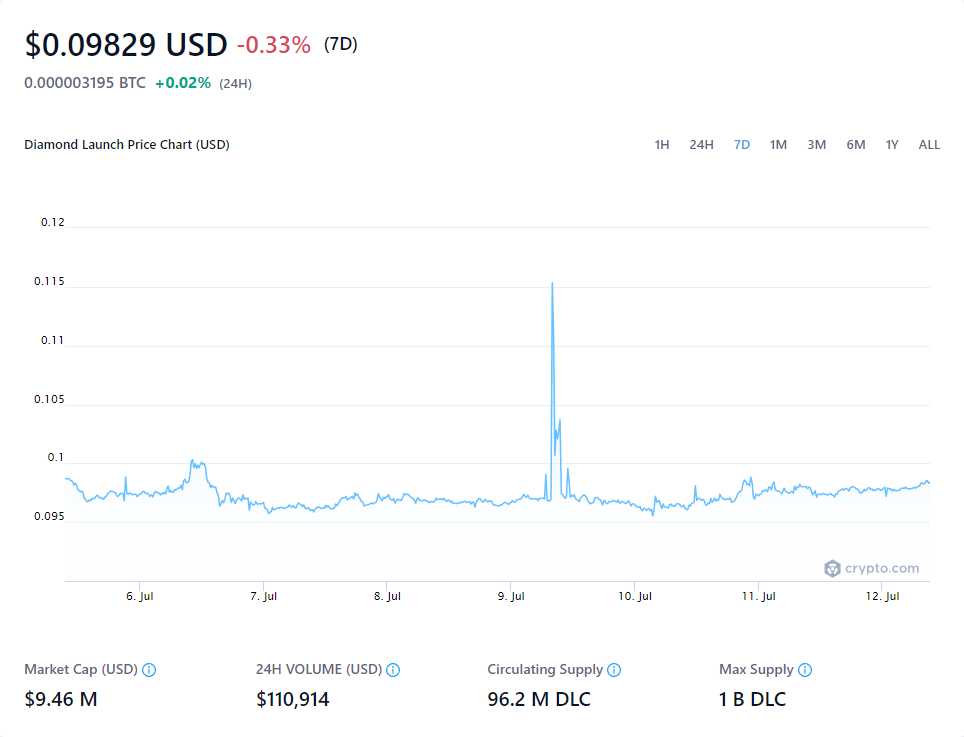 $0.09829 USD -0.33% (7D)
0.000003195 BTC +0.02% (24H)
Diamond Launch Price Chart (USD)
1H 24H 7D 1M 3M 6M 1Y ALL
0.12
0.115
0.11
0.105
0.1
0.095
crypto.com
6. Jul 7. Jul 8. Jul 9. Jul 10. Jul 11. Jul 12. Jul
Market Cap (USD) 24H VOLUME (USD) Circulating Supply Max Supply
$9.46 M $110,914 96.2 M DLC 1 B DLC